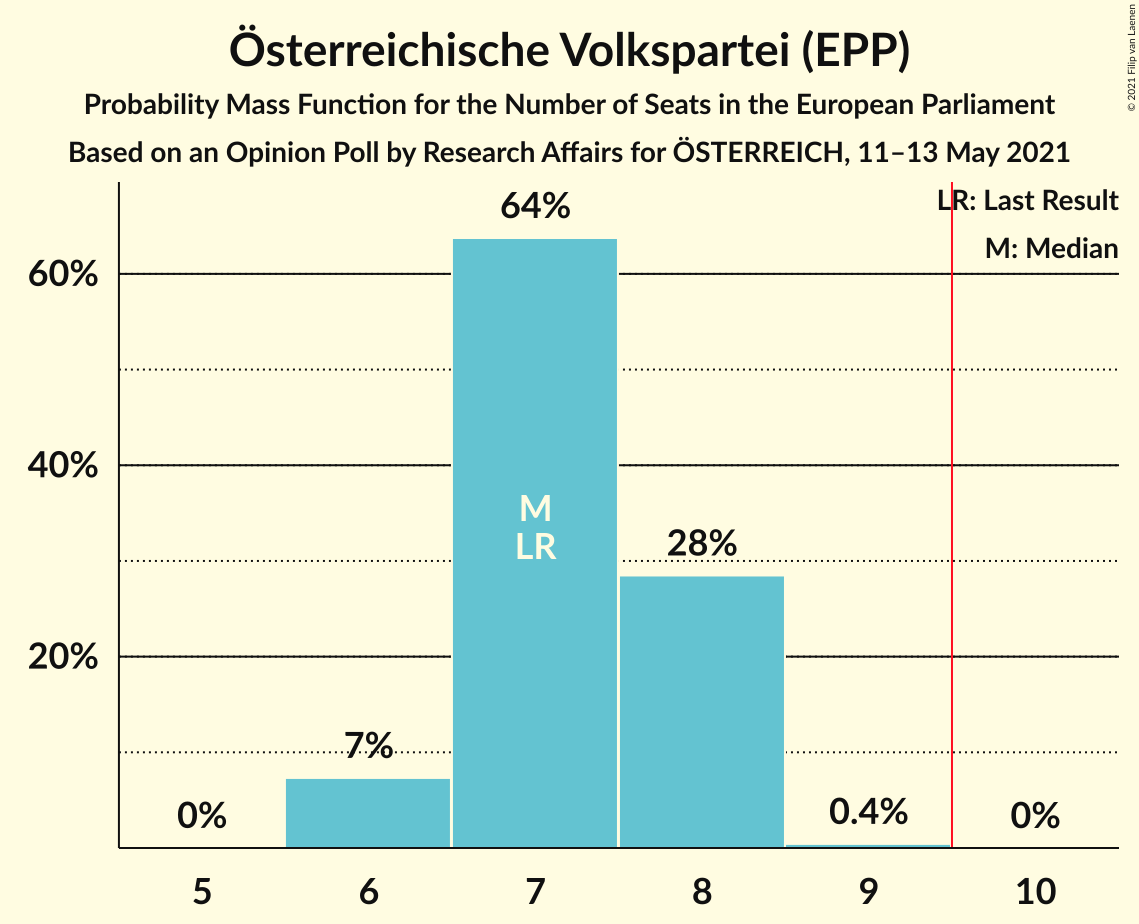 Österreichische Volkspartei (EPP)
Probability Mass Function for the Number of Seats in the European Parliament
Based on an Opinion Poll by Research Affairs for ÖSTERREICH, 11–13 May 2021
© 2021 Filip van Laenen
LR: Last Result
M: Median
64%
60%
40%
M
LR
28%
20%
7%
0%
0.4%
0%
5 6 7 8 9 10